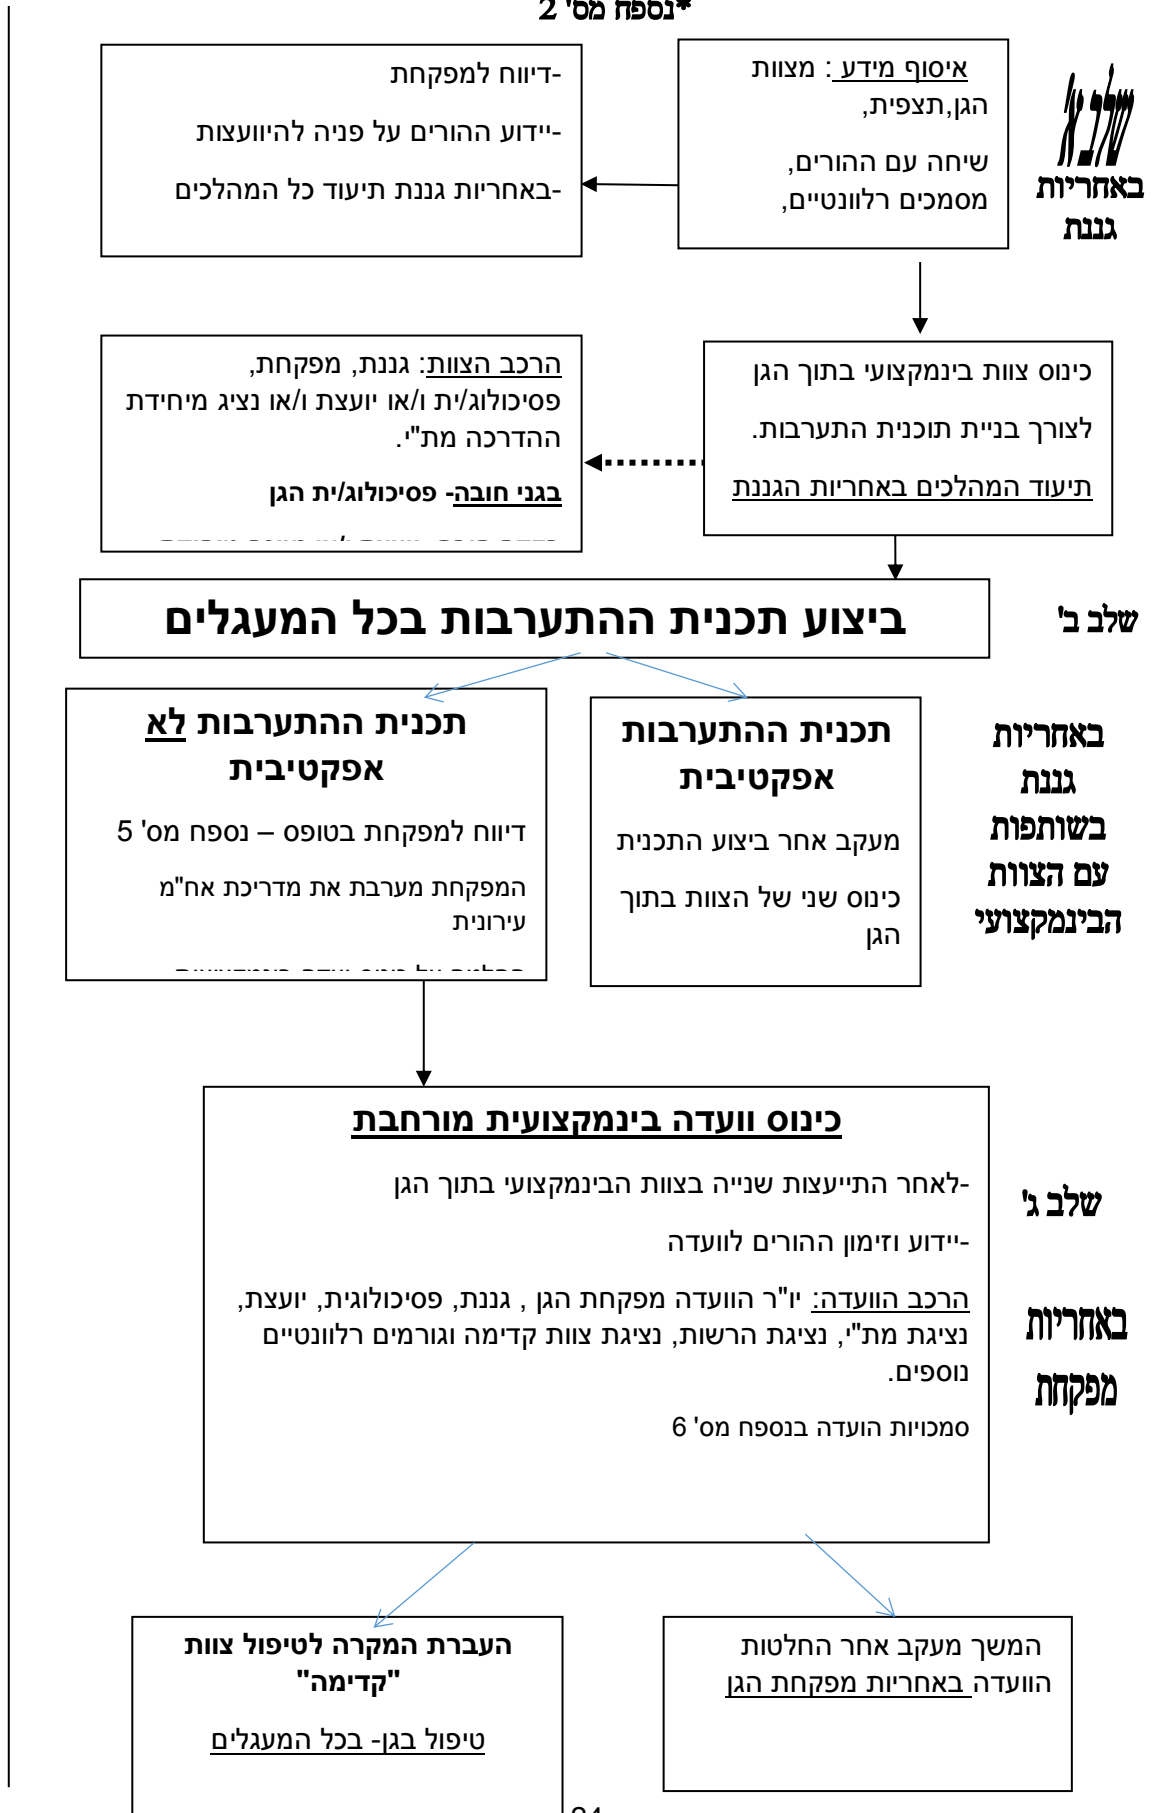 *נספח מס' 2
שלב א
באחריות
גננת
איסוף מידע : מצוות
הגן,תצפית,
שיחה עם ההורים,
מסמכים רלוונטיים,
-דיווח למפקחת
-יידוע ההורים על פניה להיוועצות
-באחריות גננת תיעוד כל המהלכים
כינוס צוות בינמקצועי בתוך הגן
לצורך בניית תוכנית התערבות.
תיעוד המהלכים באחריות הגננת
הרכב הצוות: גננת, מפקחת,
פסיכולוג/ית ו/או יועצת ו/או נציג מיחידת
ההדרכה מת"י.
בגני חובה- פסיכולוג/ית הגן
שלב ב'
ביצוע תכנית ההתערבות בכל המעגלים
באחריות
גננת
בשותפות
עם הצוות
הבינמקצועי
תכנית ההתערבות
אפקטיבית
מעקב אחר ביצוע התכנית
כינוס שני של הצוות בתוך
הגן
תכנית ההתערבות לא
אפקטיבית
דיווח למפקחת בטופס – נספח מס' 5
המפקחת מערבת את מדריכת אח"מ
עירונית
שלב ג'
באחריות
מפקחת
כינוס וועדה בינמקצועית מורחבת
-לאחר התייעצות שנייה בצוות הבינמקצועי בתוך הגן
-יידוע וזימון ההורים לוועדה
הרכב הוועדה: יו"ר הוועדה מפקחת הגן , גננת, פסיכולוגית, יועצת,
נציגת מת"י, נציגת הרשות, נציגת צוות קדימה וגורמים רלוונטיים
נוספים.
סמכויות הועדה בנספח מס' 6
המשך מעקב אחר החלטות
הוועדה באחריות מפקחת הגן
העברת המקרה לטיפול צוות
"קדימה"
טיפול בגן- בכל המעגלים